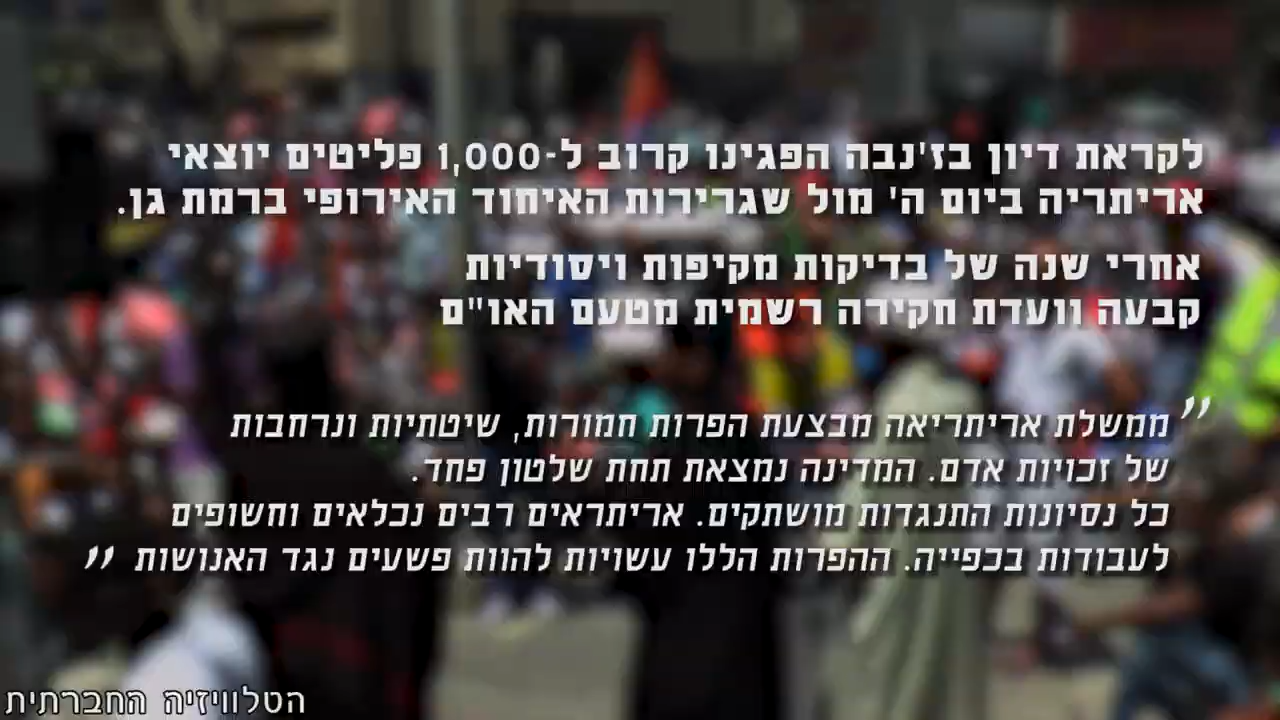 לקראת דיון בז'נבה הפגינו קרוב ל-1,000 פליטים יוצאי
אריתריה ביום ה' מול שגרירות האיחוד האירופי ברמת גן.
אחרי שנה של בדיקות מקיפות ויסודיות
קבעה וועדת חקירה רשמית מטעם האו"ם
"ממשלת אריתריאה מבצעת הפרות חמורות, שיטתיות ונרחבות
של זכויות אדם. המדינה נמצאת תחת שלטון פחד.
כל נסיונות התנגדות מושתקים. אריתראים רבים נכלאים וחשופים
לעבודות בכפייה. ההפרות הללו עשויות להוות פשעים נגד האנושות"
הטלוויזיה החברתית